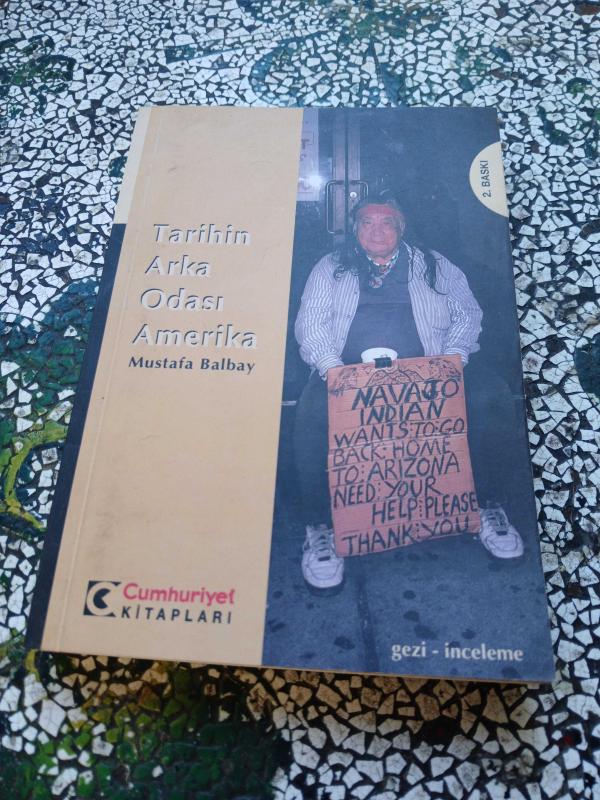 Tarihin
Arka
Odası
Amerika
Mustafa Balbay
2. BASKI
NAVAJO
INDIAN
WANTS:TO:GO
BACK:HOME
TO:ARIZONA
NEED:YOUR
HELP:PLEASE
THANK:YOU
Cumhuriyet
KİTAPLARI
gezi - inceleme